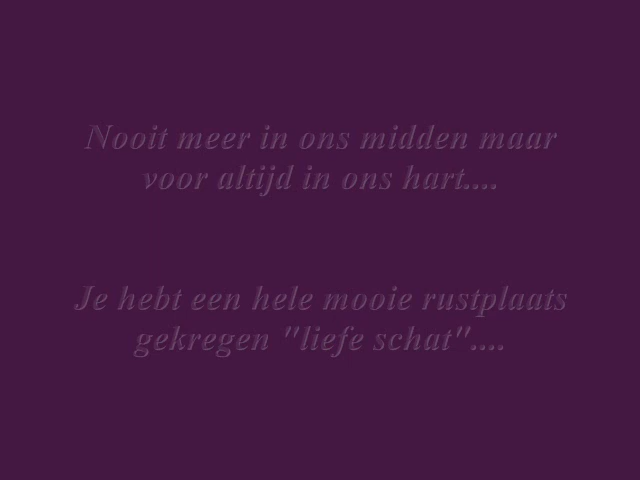 Nooit meer in ons midden maar
voor altijd in ons hart....
Je hebt een hele mooie rustplaats
gekregen "liefe schat"....